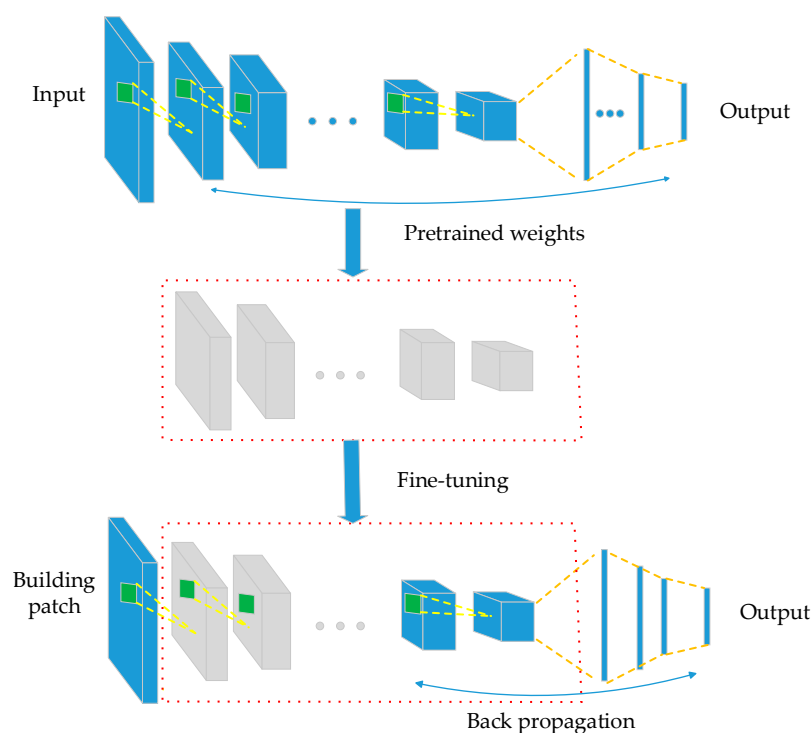 Input
Output
Pretrained weights
Fine-tuning
Building
patch
Output
Back propagation